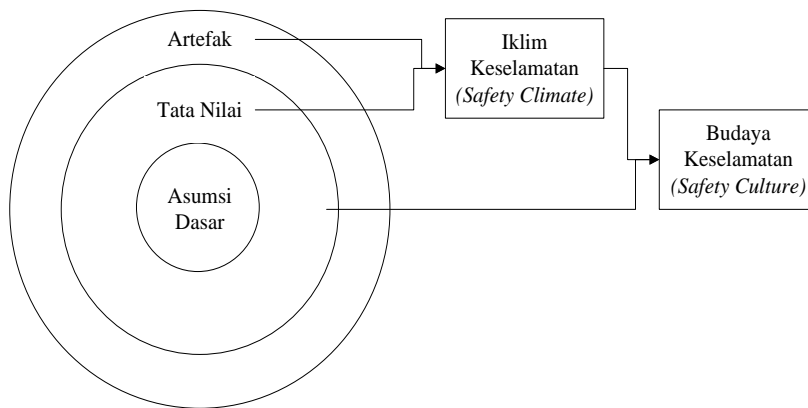 Artefak
Tata Nilai
Asumsi
Dasar
Iklim
Keselamatan
(Safety Climate)
Budaya
Keselamatan
(Safety Culture)